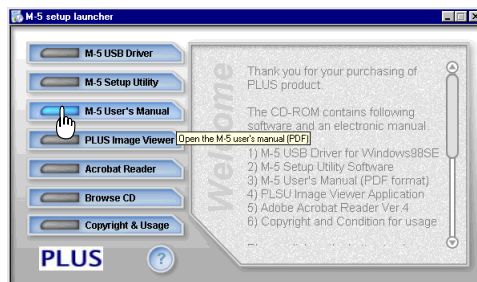 M-5 setup launcher
M-5 USB Driver
M-5 Setup Utility
M-5 User's Manual
PLUS Image Viewer
Open the M-5 user's manual (PDF)
Acrobat Reader
Browse CD
Copyright & Usage
PLUS
?
Welcome
Thank you for your purchasing of
PLUS product.
The CD-ROM contains following
software and an electronic manual.
1) M-5 USB Driver for Windows98SE
2) M-5 Setup Utility Software
3) M-5 User's Manual (PDF format)
4) PLSU Image Viewer Application
5) Adobe Acrobat Reader Ver.4
6) Copyright and Condition for usage